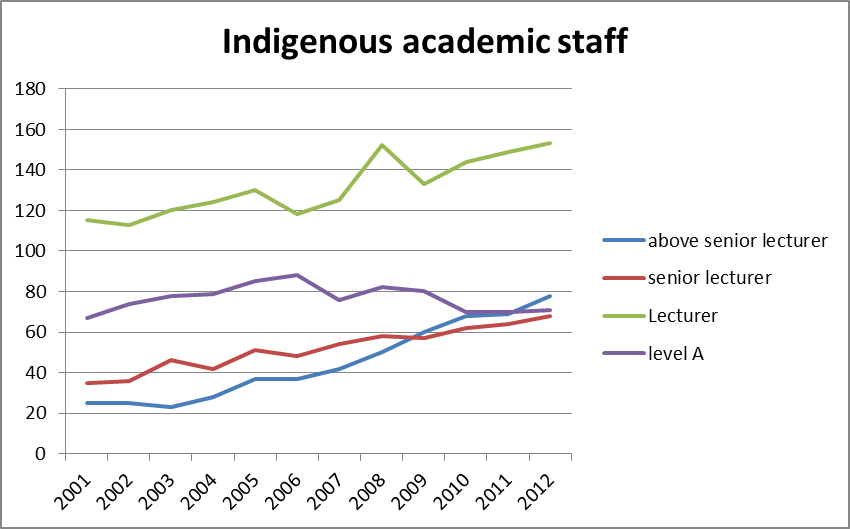 Indigenous academic staff
180
160
140
120
100
80
60
40
20
0
2001 2002 2003 2004 2005 2006 2007 2008 2009 2010 2011 2012
above senior lecturer
senior lecturer
Lecturer
level A